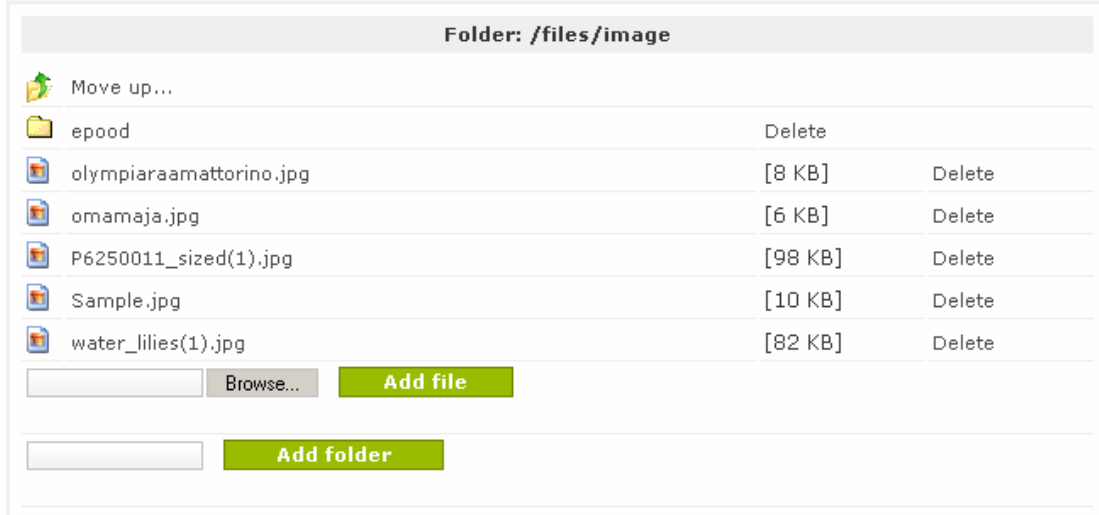 Folder: /files/image
Move up...
epood Delete
olympiaraamattorino.jpg [8 KB] Delete
omamaja.jpg [6 KB] Delete
P6250011_sized(1).jpg [98 KB] Delete
Sample.jpg [10 KB] Delete
water_lilies(1).jpg [82 KB] Delete
Browse... Add file
Add folder